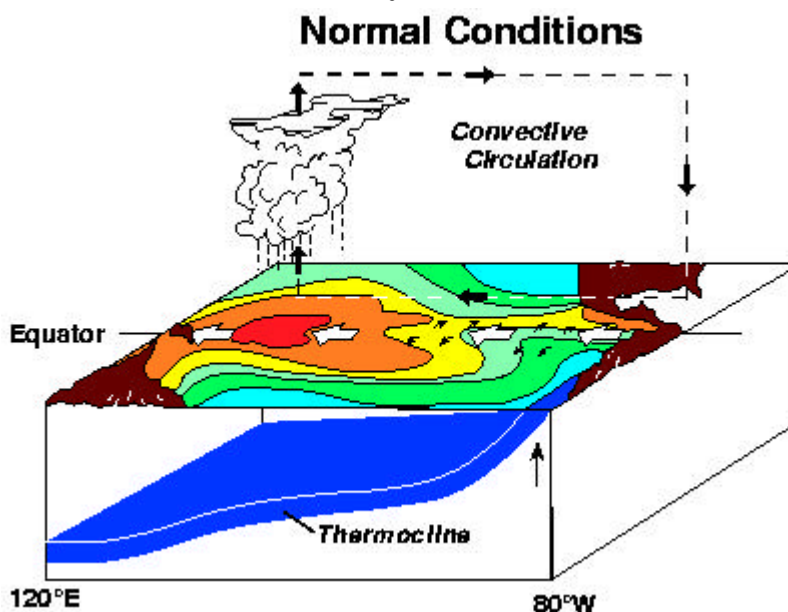 Normal Conditions
Convective
Circulation
Equator
Thermocline
120°E
80°W